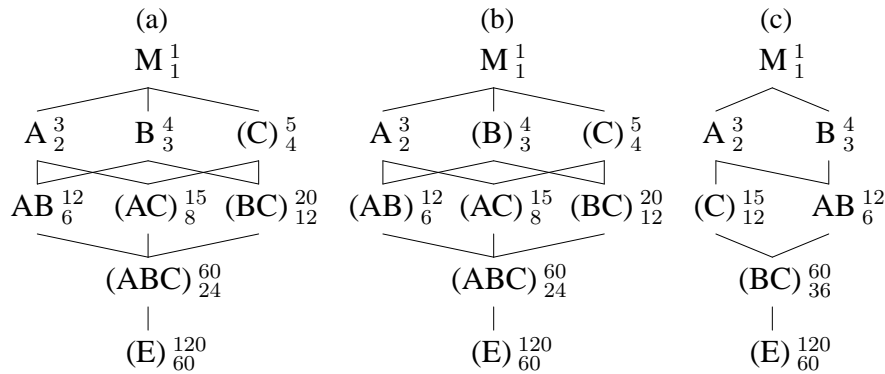 (a) (b) (c)
M 1 1 M 1 1 M 1 1
A 3 2 B 4 3 (C) 5 4 A 3 2 (B) 4 3 (C) 5 4 A 3 2 B 4 3
AB 12 6 (AC) 15 8 (BC) 20 12 (AB) 12 6 (AC) 15 8 (BC) 20 12 (C) 15 12 AB 12 6
(ABC) 60 24 (ABC) 60 24 (BC) 60 36
(E) 120 60 (E) 120 60 (E) 120 60